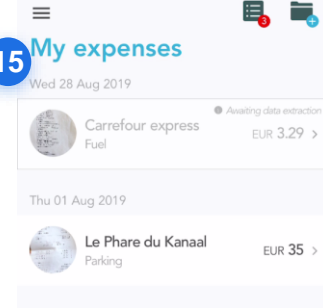 3
15
My expenses
Wed 28 Aug 2019
Awaiting data extraction
Carrefour express
EUR 3.29 >
Fuel
Thu 01 Aug 2019
Le Phare du Kanaal
EUR 35 >
Parking